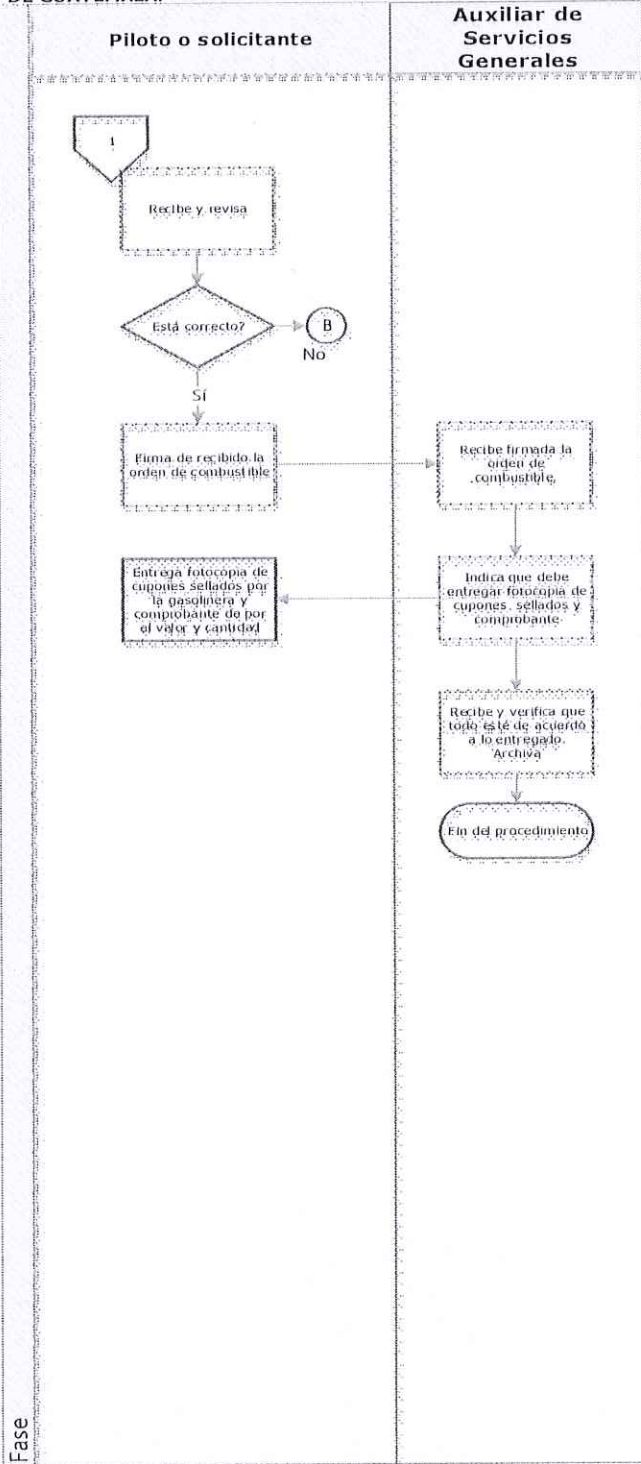 Piloto o solicitante
Auxiliar de
Servicios
Generales
1
Recibe y revisa
Está correcto?
B
No
Sí
Firma de recibido la
orden de combustible
Recibe firmada la
orden de
combustible,
Entrega fotocopia de
cupones sellados por
la gasolinera y
comprobante de por
el valor y cantidad
Indica que debe
entregar fotocopia de
cupones sellados y
comprobante
Recibe y verifica que
todo esté de acuerdo
a lo entregado.
Archiva
Fin del procedimiento
Fase